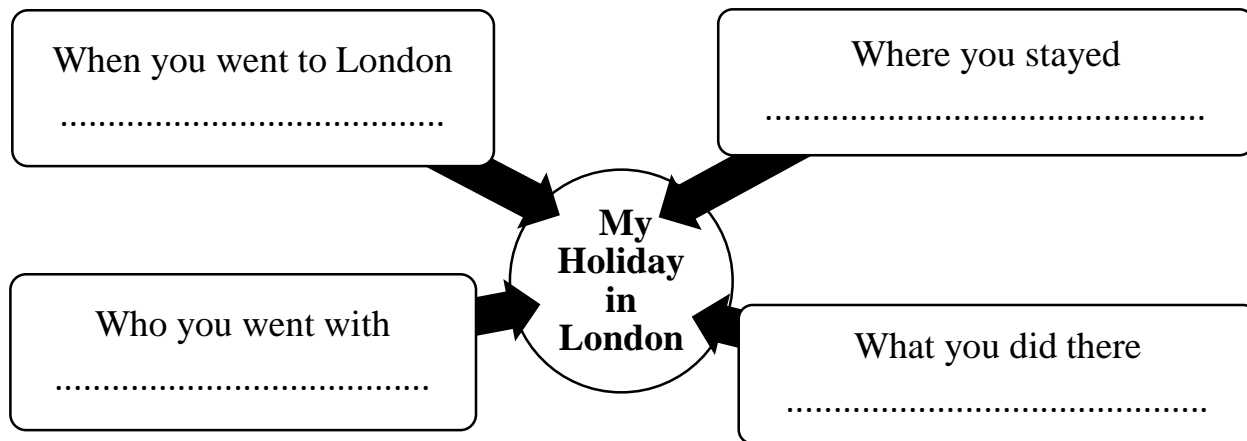 When you went to London
..........................................
Where you stayed
................................................
My
Holiday
in
London
Who you went with
.........................................
What you did there
..............................................